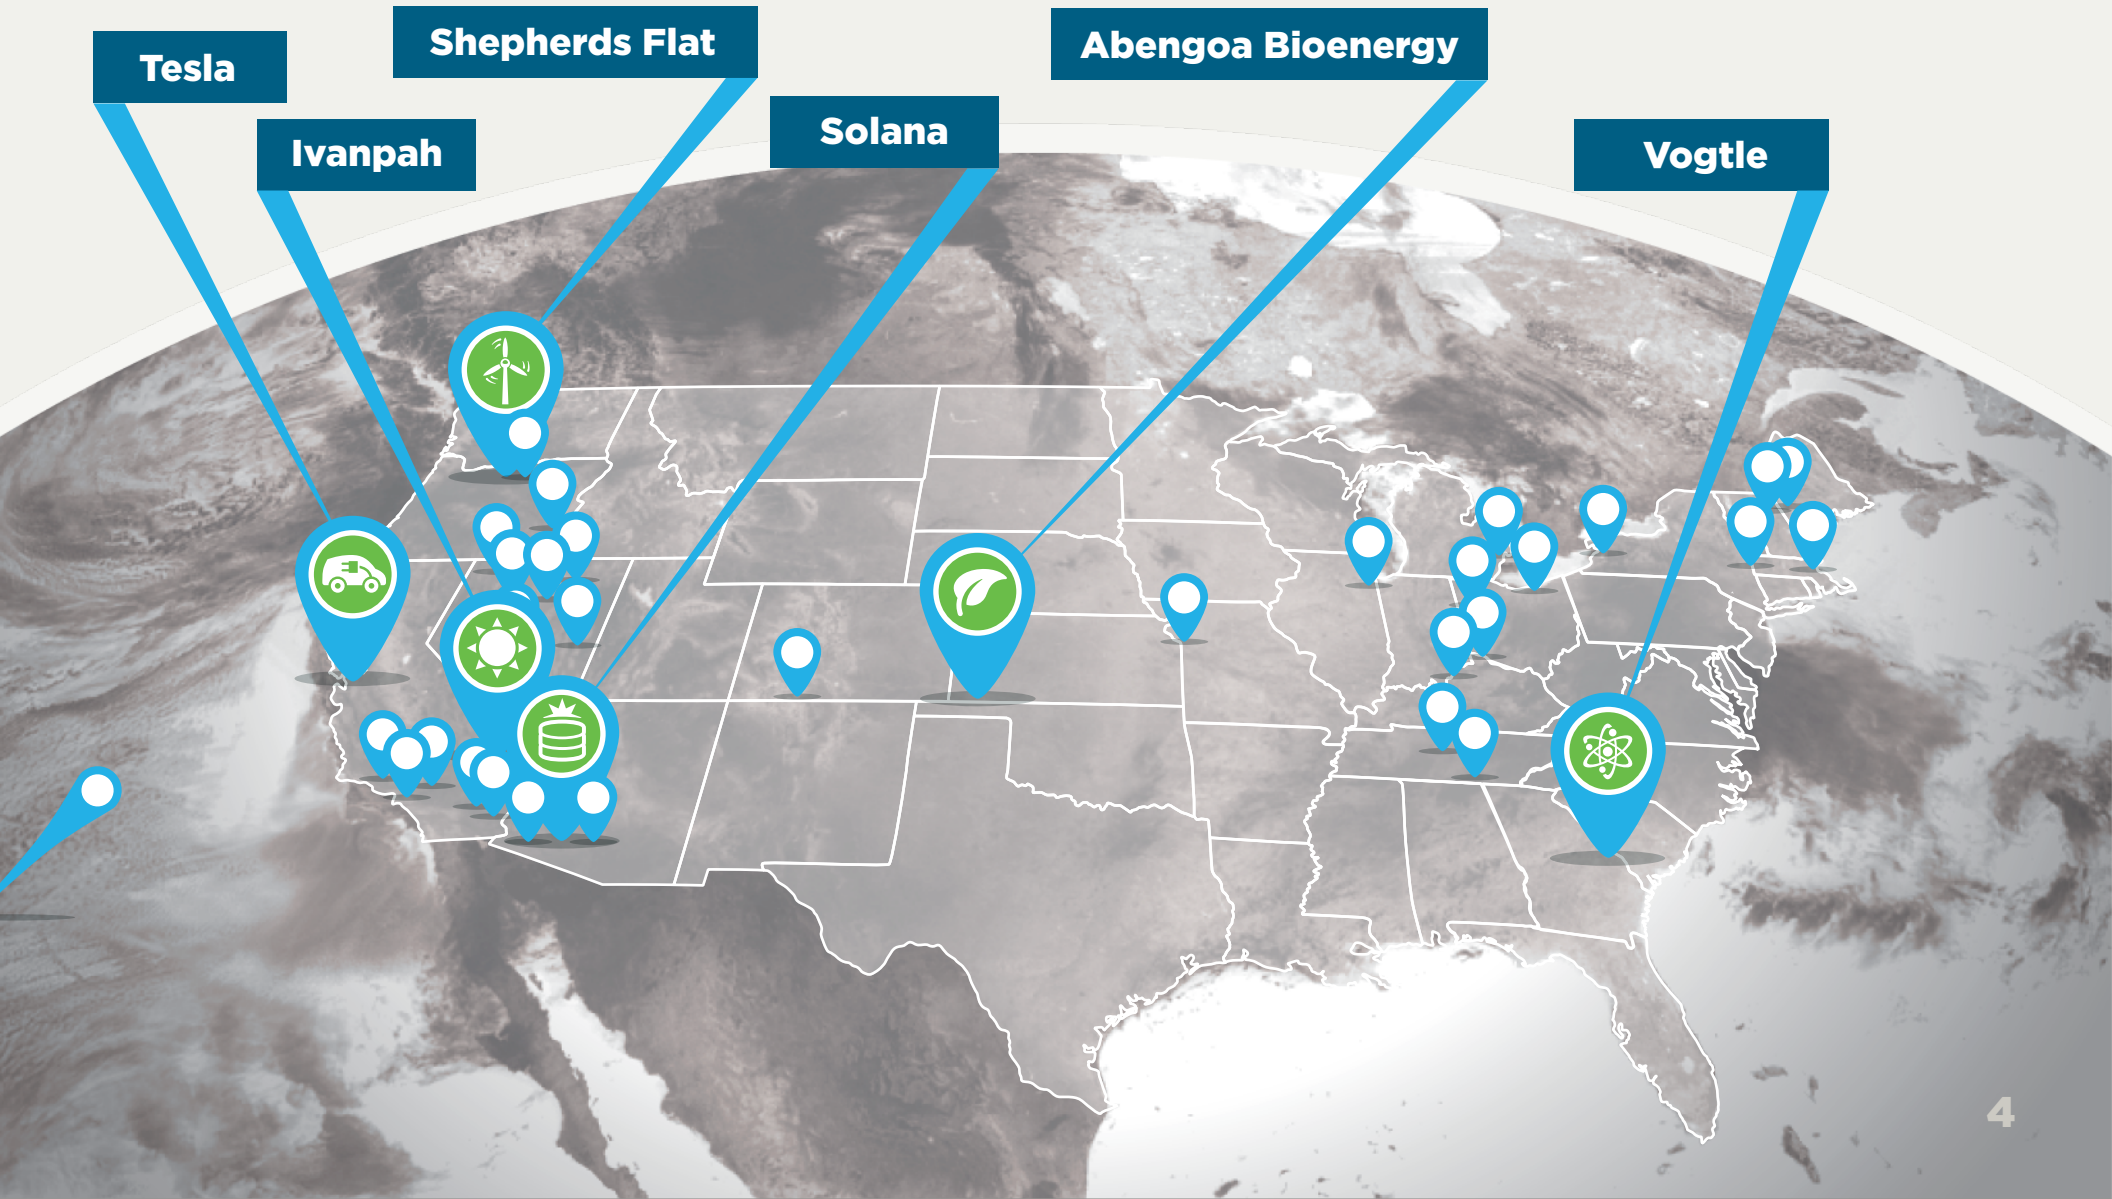 Tesla
Shepherds Flat
Abengoa Bioenergy
Ivanpah
Solana
Vogtle
4